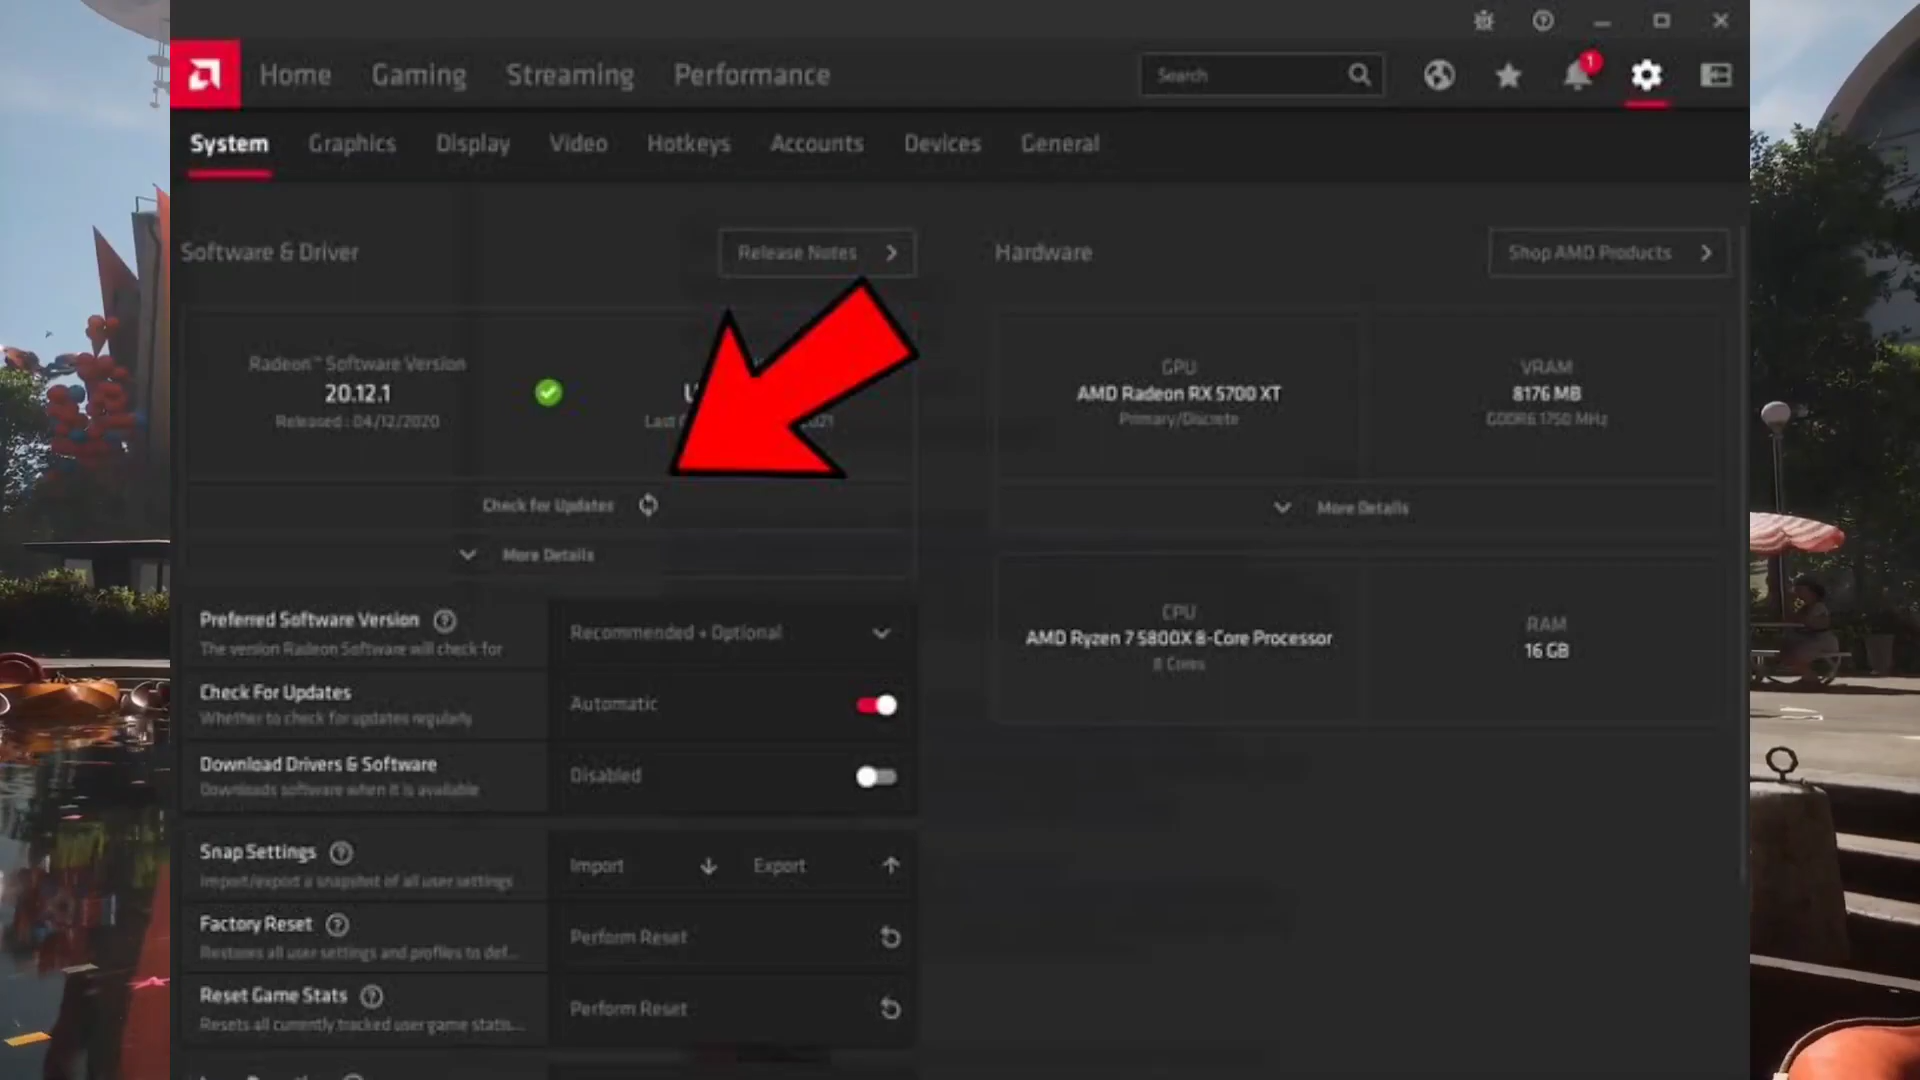 Home Gaming Streaming Performance Search 1
System Graphics Display Video Hotkeys Accounts Devices General
Software & Driver
Release Notes
Radeon™ Software Version
20.12.1
Released : 04/12/2020
Check for Updates
More Details
Preferred Software Version
The version Radeon Software will check for
Recommended + Optional
Check For Updates
Whether to check for updates regularly
Automatic
Download Drivers & Software
Downloads software when it is available
Disabled
Snap Settings
Import/export a snapshot of all user settings
Import
Export
Factory Reset
Restores all user settings and profiles to def...
Perform Reset
Reset Game Stats
Resets all currently tracked user game statis...
Perform Reset
Hardware
Shop AMD Products
GPU
AMD Radeon RX 5700 XT
Primary/Discrete
VRAM
8176 MB
GDDR6 1750 MHz
More Details
CPU
AMD Ryzen 7 5800X 8-Core Processor
8 Cores
RAM
16 GB